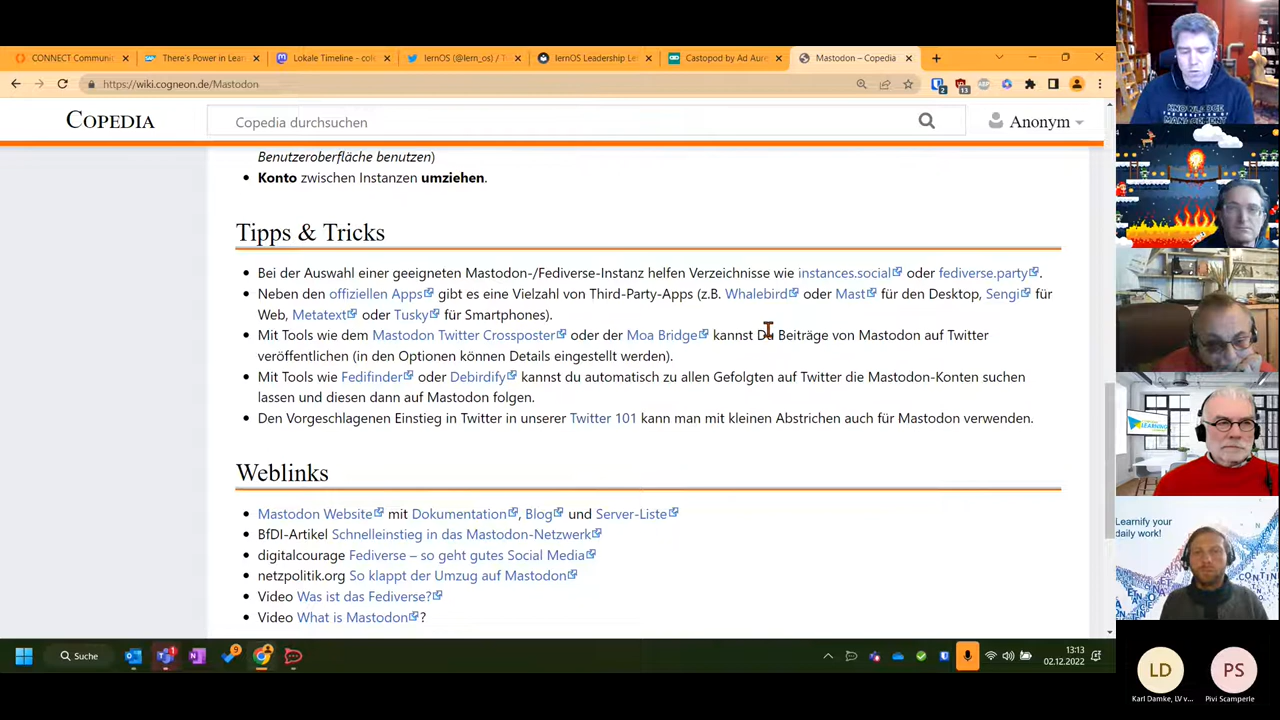 CONNECT Communi
There's Power in Lear
Lokale Timeline - col
lernOS (@lern_os) / T
lernOS Leadership Le
Castopod by Ad Aure
Mastodon – Copedia
https://wiki.cogneon.de/Mastodon
2
13
COPEDIA
Copedia durchsuchen
Anonym
Benutzeroberfläche benutzen)
Konto zwischen Instanzen umziehen.
Tipps & Tricks
Bei der Auswahl einer geeigneten Mastodon-/Fediverse-Instanz helfen Verzeichnisse wie instances.social oder fediverse.party.
Neben den offiziellen Apps gibt es eine Vielzahl von Third-Party-Apps (z.B. Whalebird oder Mast für den Desktop, Sengi für
Web, Metatext oder Tusky für Smartphones).
Mit Tools wie dem Mastodon Twitter Crossposter oder der Moa Bridge kannst Du Beiträge von Mastodon auf Twitter
veröffentlichen (in den Optionen können Details eingestellt werden).
Mit Tools wie Fedifinder oder Debirdify kannst du automatisch zu allen Gefolgten auf Twitter die Mastodon-Konten suchen
lassen und diesen dann auf Mastodon folgen.
Den Vorgeschlagenen Einstieg in Twitter in unserer Twitter 101 kann man mit kleinen Abstrichen auch für Mastodon verwenden.
Weblinks
Mastodon Website mit Dokumentation, Blog und Server-Liste
BfDI-Artikel Schnelleinstieg in das Mastodon-Netzwerk
digitalcourage Fediverse – so geht gutes Social Media
netzpolitik.org So klappt der Umzug auf Mastodon
Video Was ist das Fediverse?
Video What is Mastodon?
Suche
9
13:13
02.12.2022
KNOWLEDGE
MANAGEMENT
LEARNING
Learnify your
daily work!
CONTIN
LD
PS
Karl Damke, LV v...
Pivi Scamperle